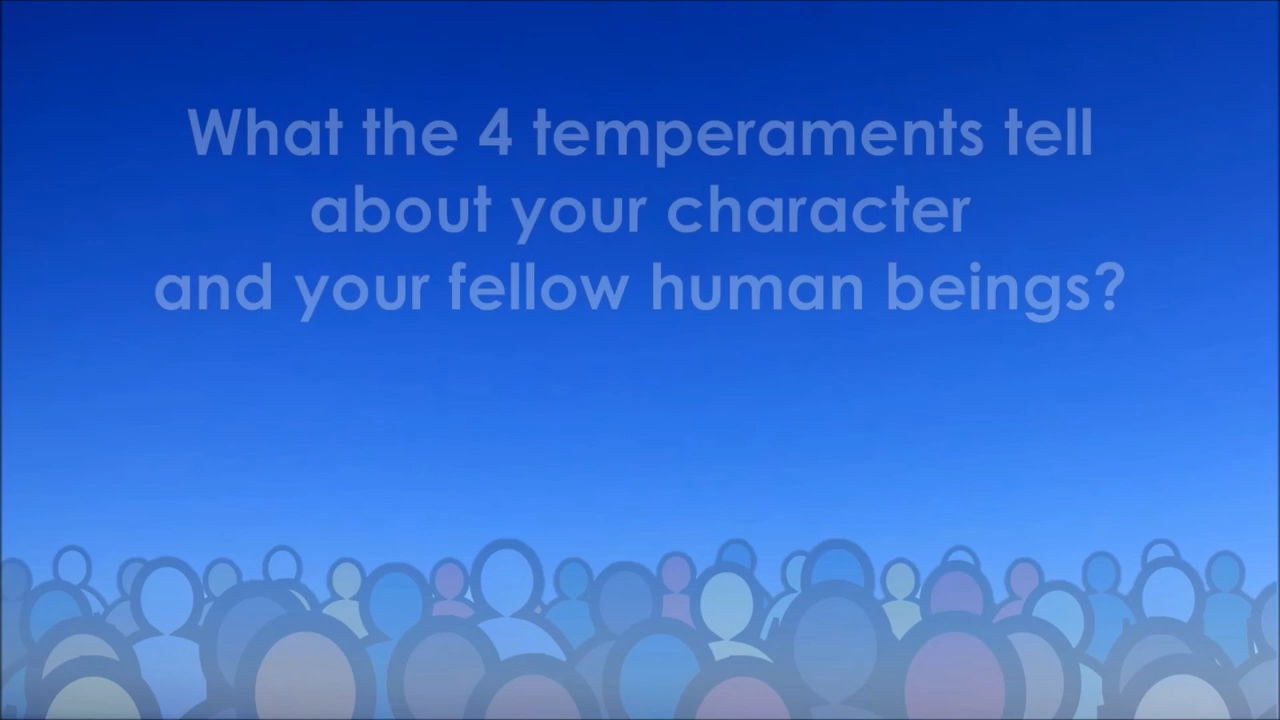 What the 4 temperaments tell
about your character
and your fellow human beings?